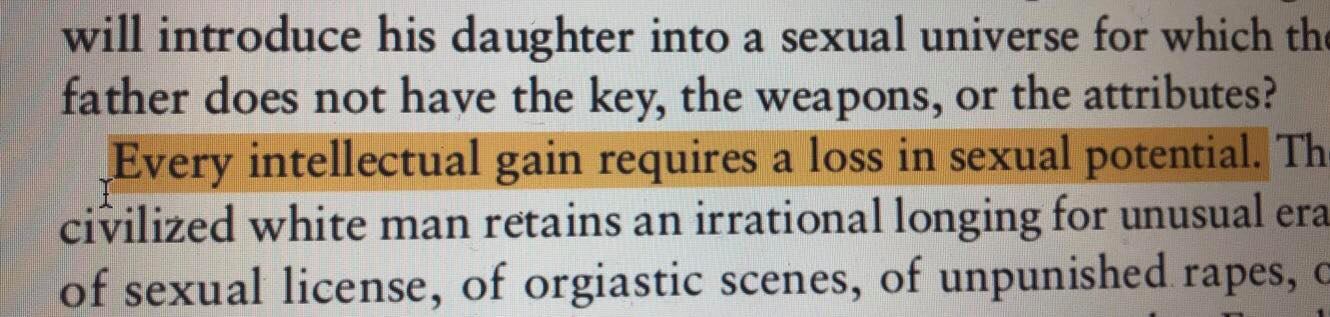 will introduce his daughter into a sexual universe for which
father does not have the key, the weapons, or the attributes?
Every intellectual gain requires a loss in sexual potential.
civilized white man retains an irrational longing for unusual
of sexual license, of orgiastic scenes, of unpunished rapes,